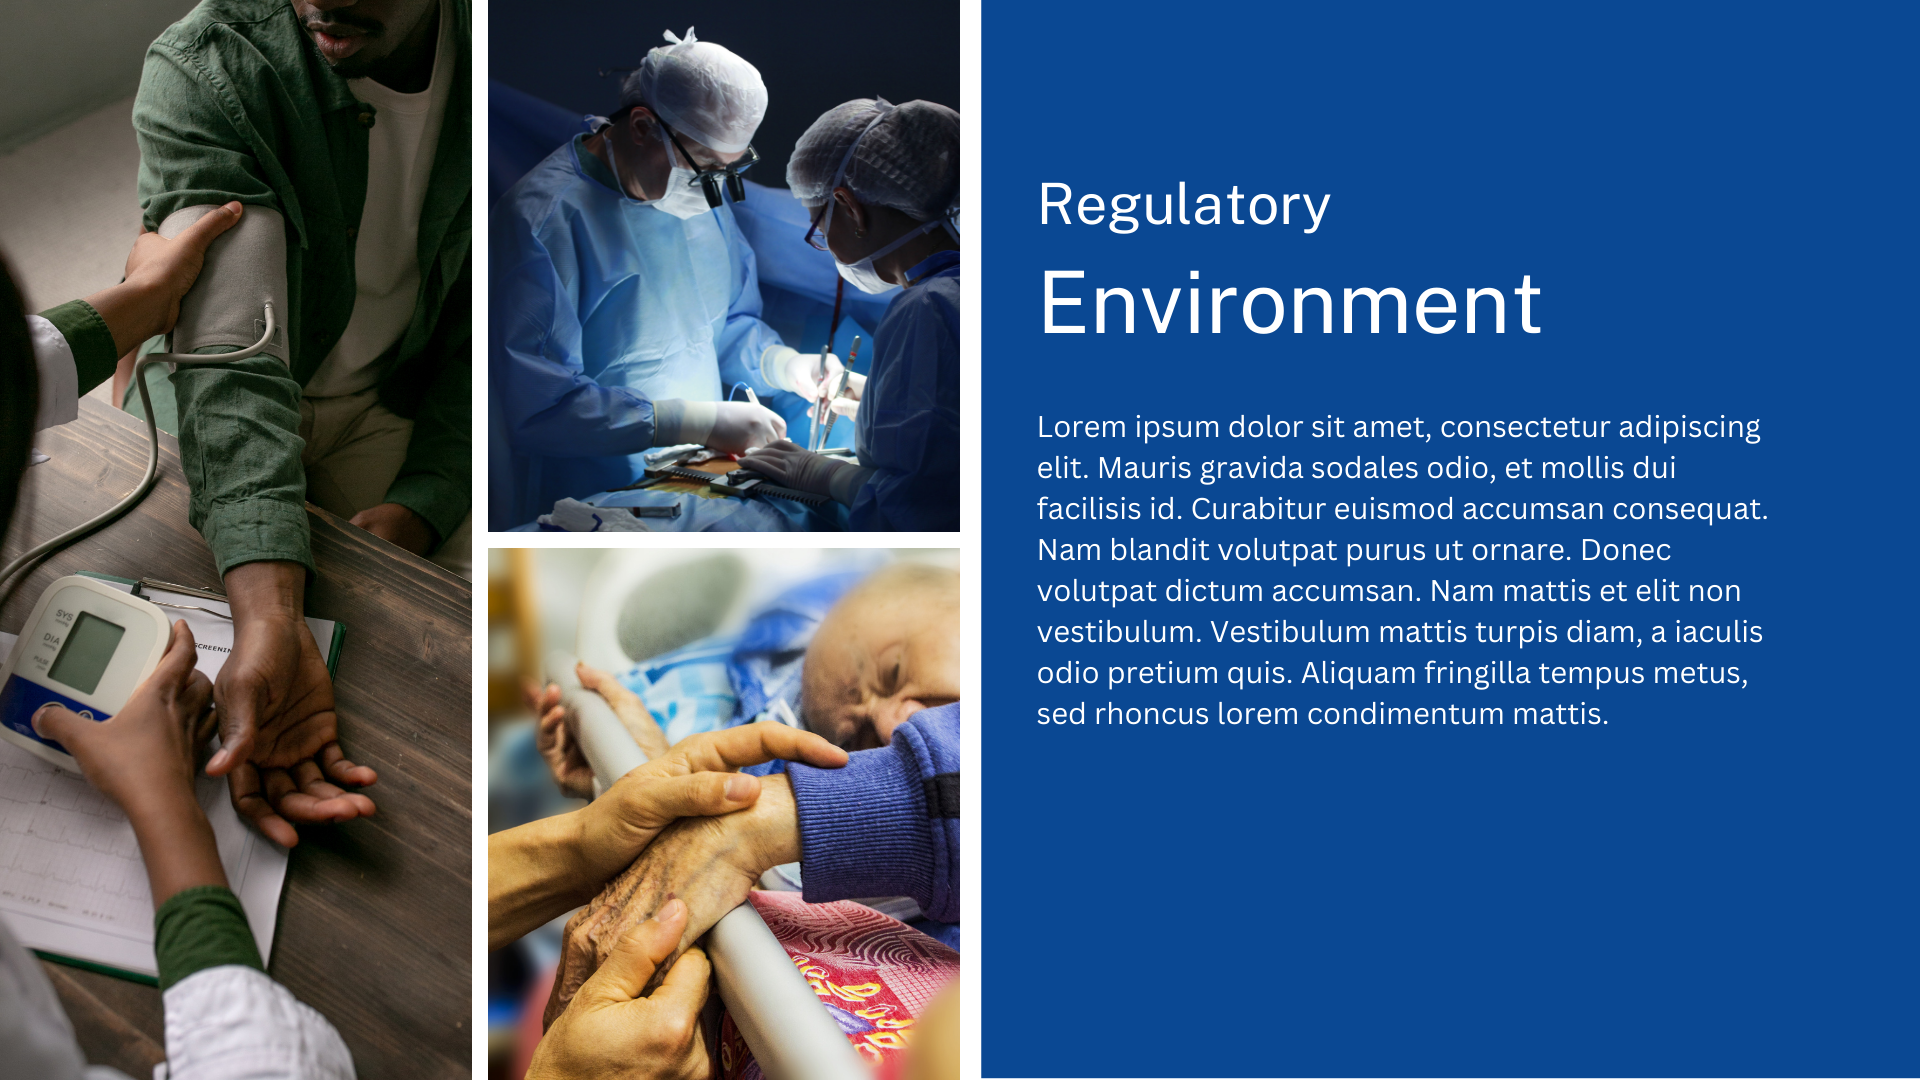 Regulatory
Environment
Lorem ipsum dolor sit amet, consectetur adipiscing
elit. Mauris gravida sodales odio, et mollis dui
facilisis id. Curabitur euismod accumsan consequat.
Nam blandit volutpat purus ut ornare. Donec
volutpat dictum accumsan. Nam mattis et elit non
vestibulum. Vestibulum mattis turpis diam, a iaculis
odio pretium quis. Aliquam fringilla tempus metus,
sed rhoncus lorem condimentum mattis.
SYS
DIA